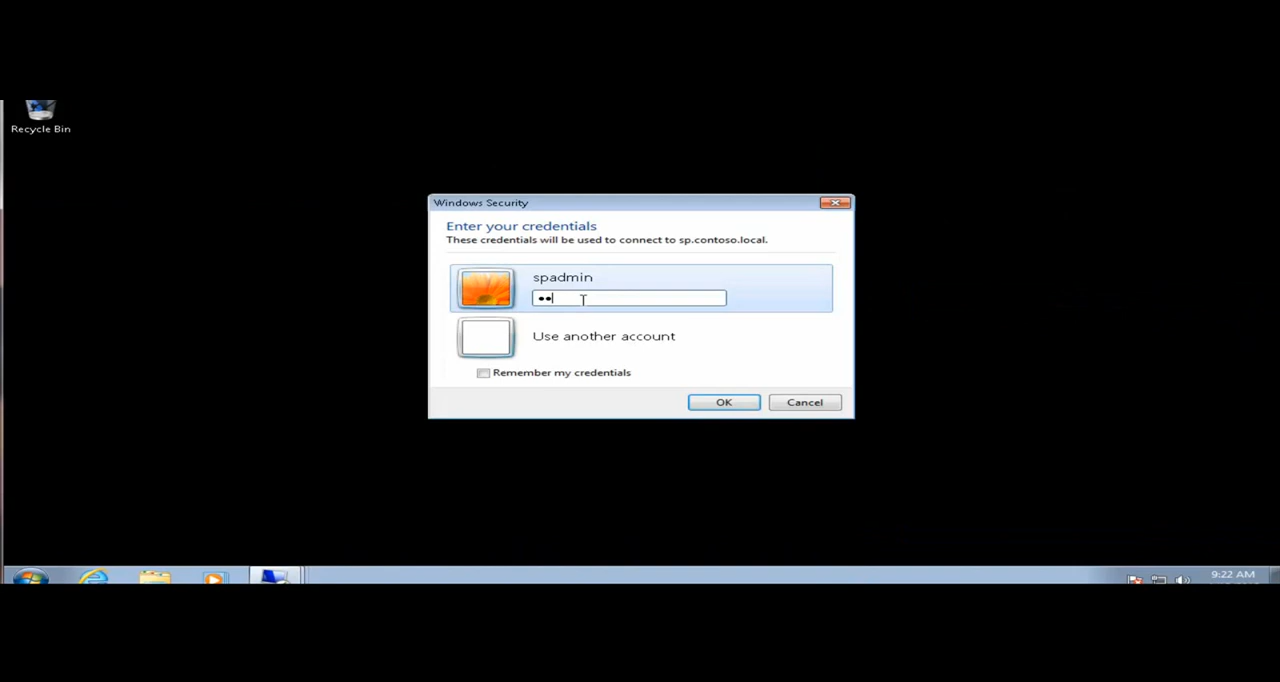 Recycle Bin
Windows Security
Enter your credentials
These credentials will be used to connect to sp.contoso.local.
spadmin
••
Use another account
Remember my credentials
OK
Cancel
9:22 AM